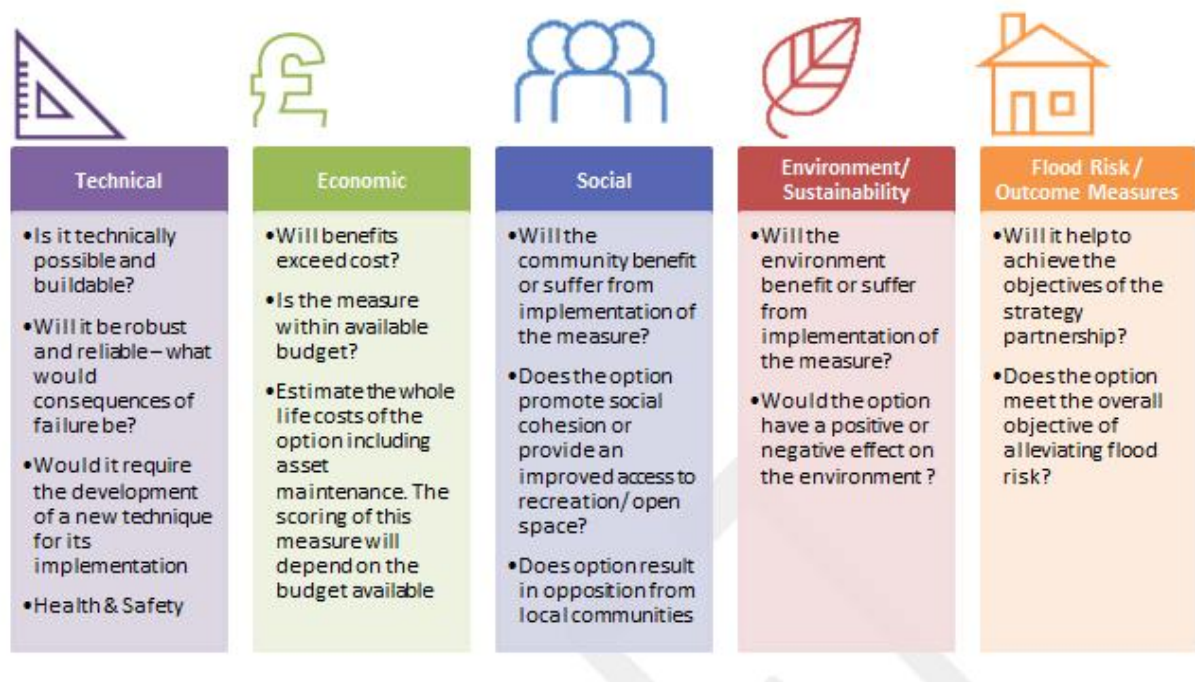 £
Technical
•Is it technically
possible and
buildable?
•Will it be robust
and reliable – what
would
consequences of
failure be?
•Would it require
the development
of a new technique
for its
implementation
•Health & Safety
Economic
•Will benefits
exceed cost?
•Is the measure
within available
budget?
•Estimate the whole
life costs of the
option including
asset
maintenance. The
scoring of this
measure will
depend on the
budget available
Social
•Will the
community benefit
or suffer from
implementation of
the measure?
•Does the option
promote social
cohesion or
provide an
improved access to
recreation/ open
space?
•Does option result
in opposition from
local communities
Environment/
Sustainability
•Will the
environment
benefit or suffer
from
implementation of
the measure?
•Would the option
have a positive or
negative effect on
the environment ?
Flood Risk /
Outcome Measures
•Will it help to
achieve the
objectives of the
strategy
partnership?
•Does the option
meet the overall
objective of
alleviating flood
risk?